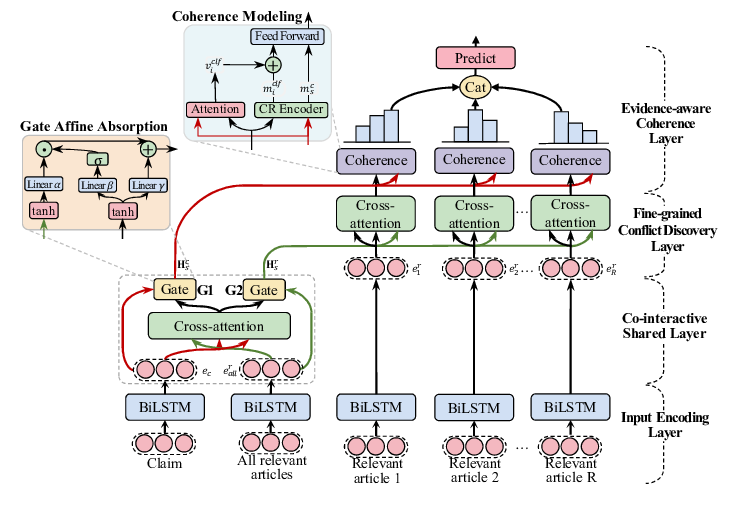 Coherence Modeling
Feed Forward
v_i^{clf}
+
m_i^{clf}
m_s^c
Attention
CR Encoder
Gate Affine Absorption
σ
+
Linear α
Linear β
Linear γ
tanh
tanh
Predict
Cat
Evidence-aware
Coherence
Layer
Coherence
Coherence
Coherence
Cross-
attention
Cross-
attention
...
Cross-
attention
Fine-grained
Conflict Discovery
Layer
H_s^c
H_s^r
e_1^r
e_2^r
...
e_R^r
Gate
G1
G2
Gate
Cross-attention
Co-interactive
Shared Layer
e_c
e_{all}^r
BiLSTM
BiLSTM
BiLSTM
BiLSTM
BiLSTM
Input Encoding
Layer
...
Claim
All relevant
articles
Relevant
article 1
Relevant
article 2
Relevant
article R